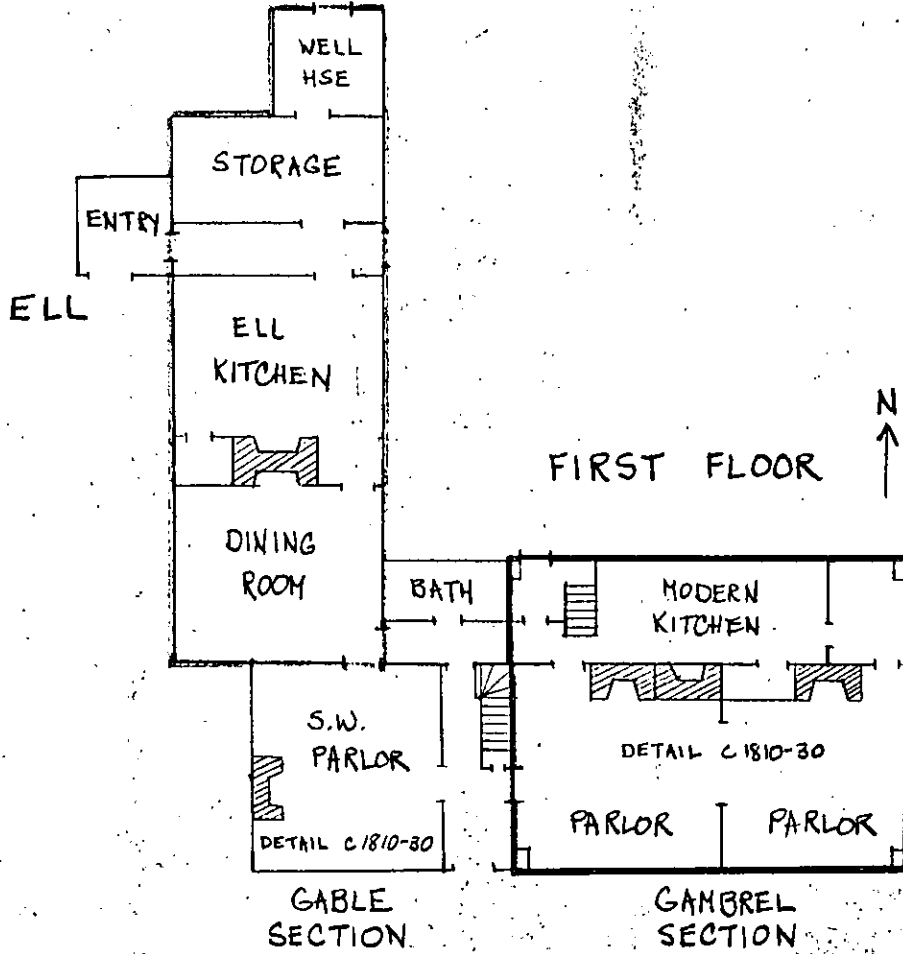 WELL
HSE
STORAGE
ENTRY
ELL
ELL
KITCHEN
N
FIRST FLOOR
DINING
ROOM
BATH
MODERN
KITCHEN
S.W.
PARLOR
DETAIL C 1810-30
PARLOR
PARLOR
DETAIL C 1810-30
GABLE
SECTION
GAMBREL
SECTION